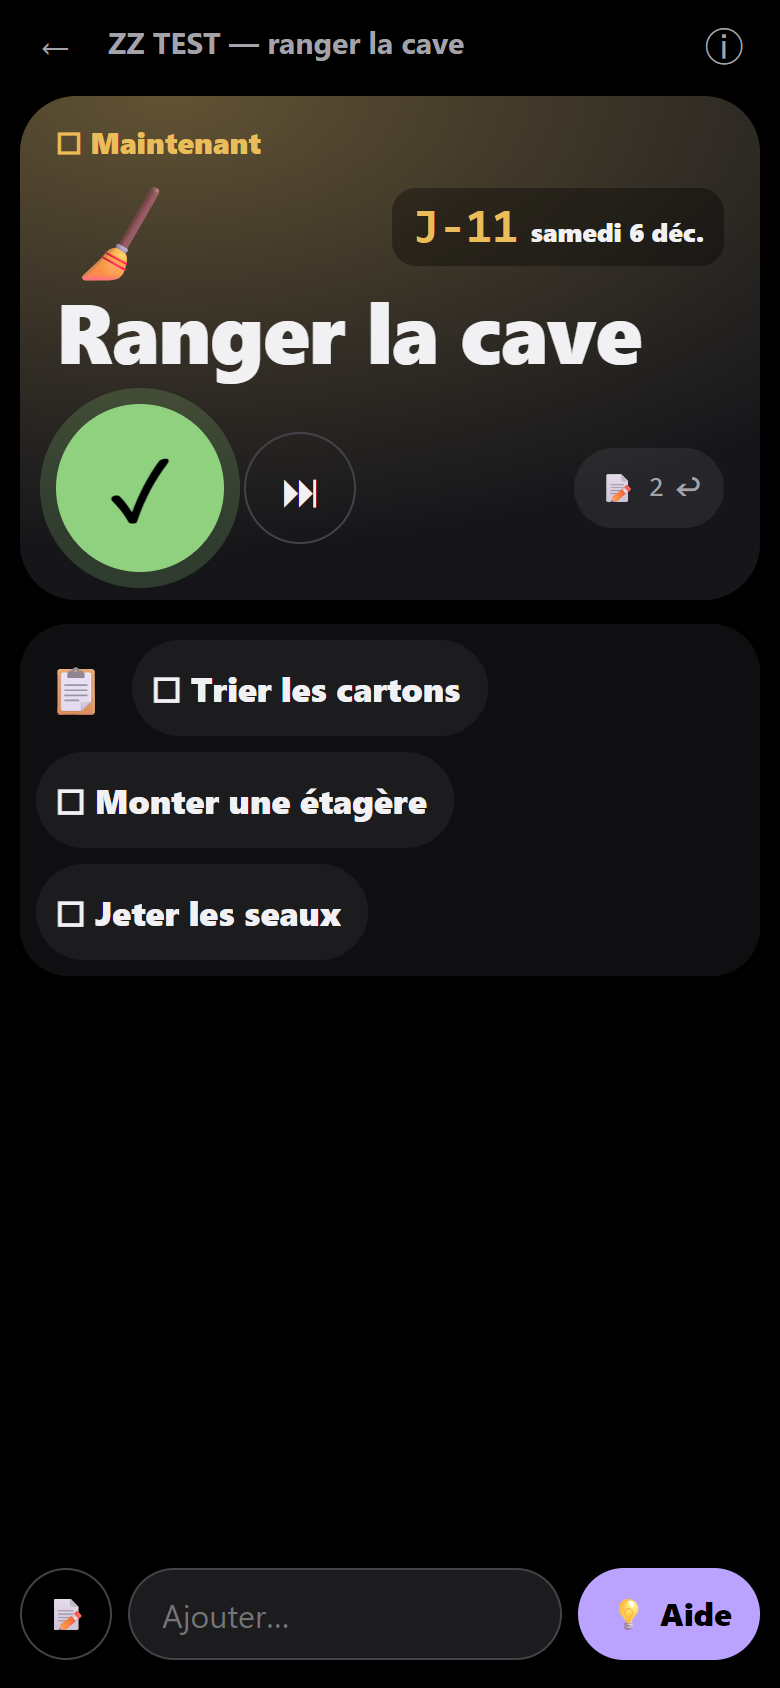 ← ZZ TEST — ranger la cave ⓘ
☐ Maintenant
J-11 samedi 6 déc.
Ranger la cave
✓ ⏭ 📝 2 ↩
📋 ☐ Trier les cartons
☐ Monter une étagère
☐ Jeter les seaux
📝 Ajouter... 💡 Aide